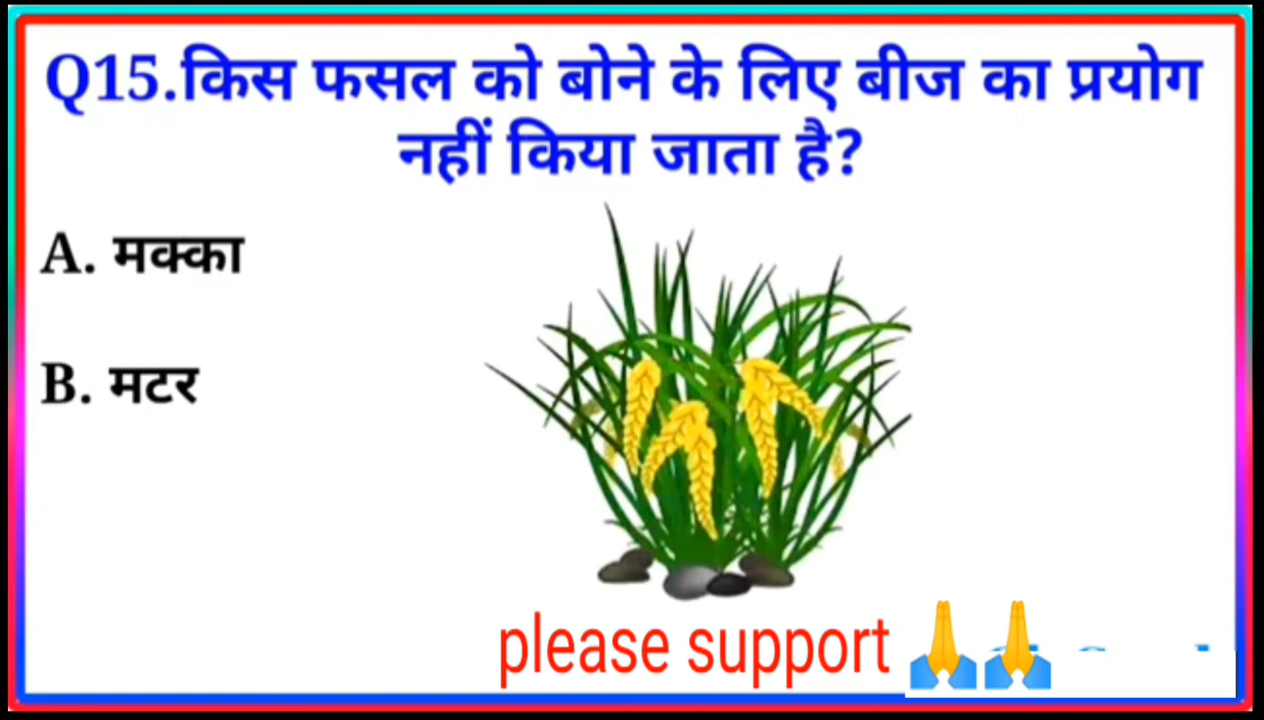 Q15.किस फसल को बोने के लिए बीज का प्रयोग
नहीं किया जाता है?
A. मक्का
B. मटर
please support 🙏🙏